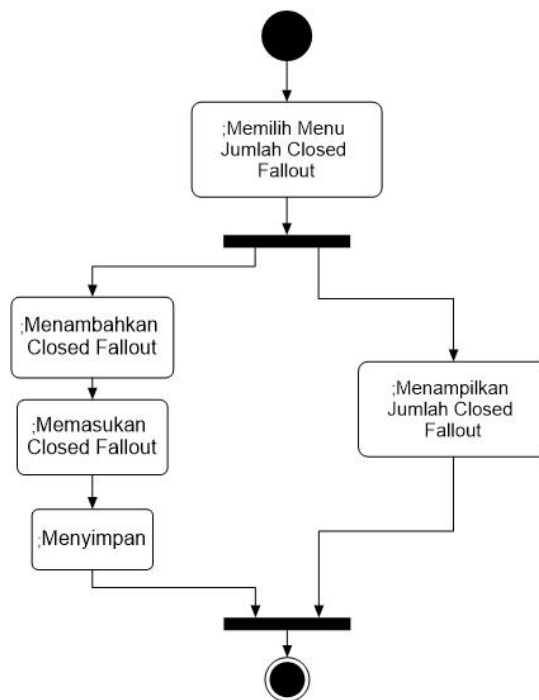 ;Memilih Menu
Jumlah Closed
Fallout
;Menambahkan
Closed Fallout
;Memasukan
Closed Fallout
;Menyimpan
;Menampilkan
Jumlah Closed
Fallout